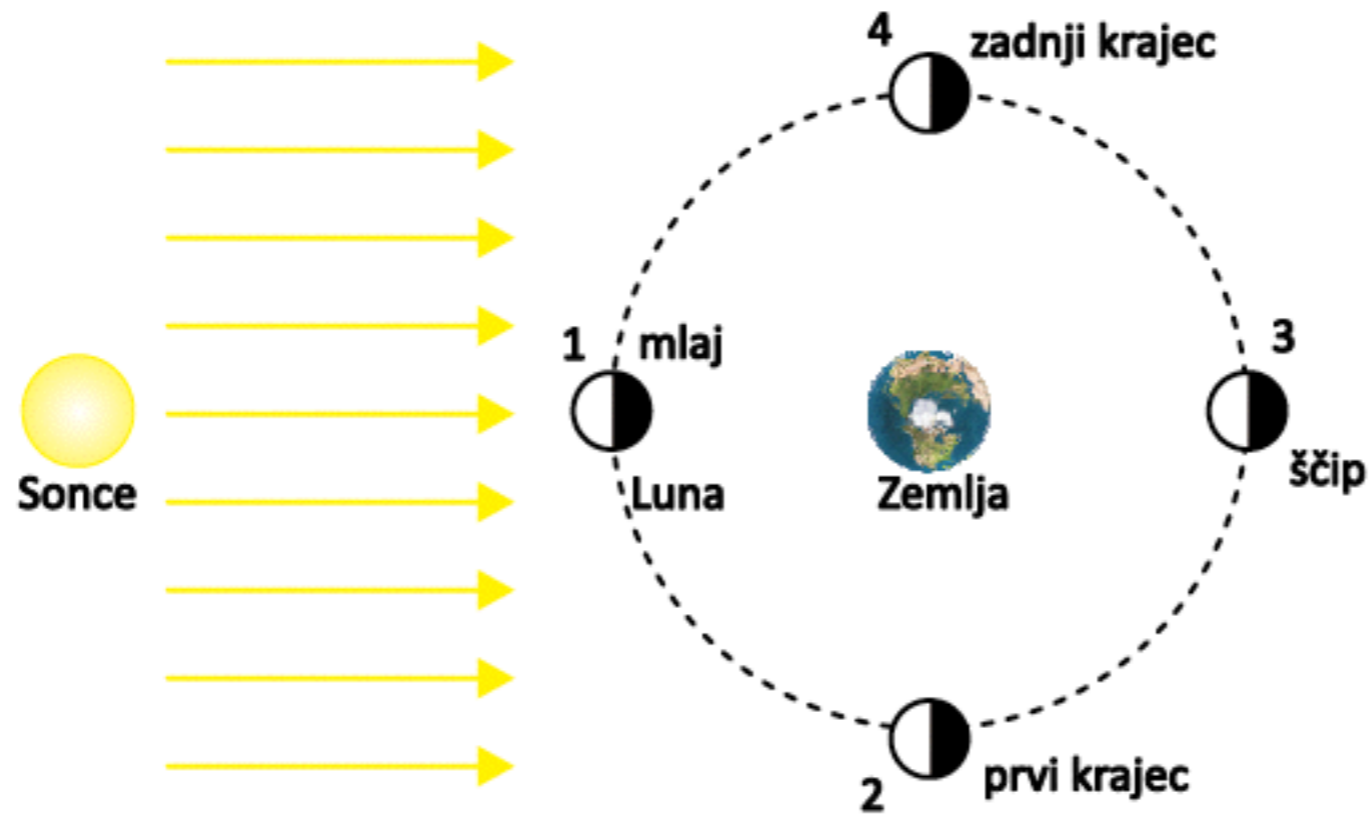 4
zadnji krajec
1
mlaj
3
Sonce
Luna
Zemlja
ščip
2
prvi krajec